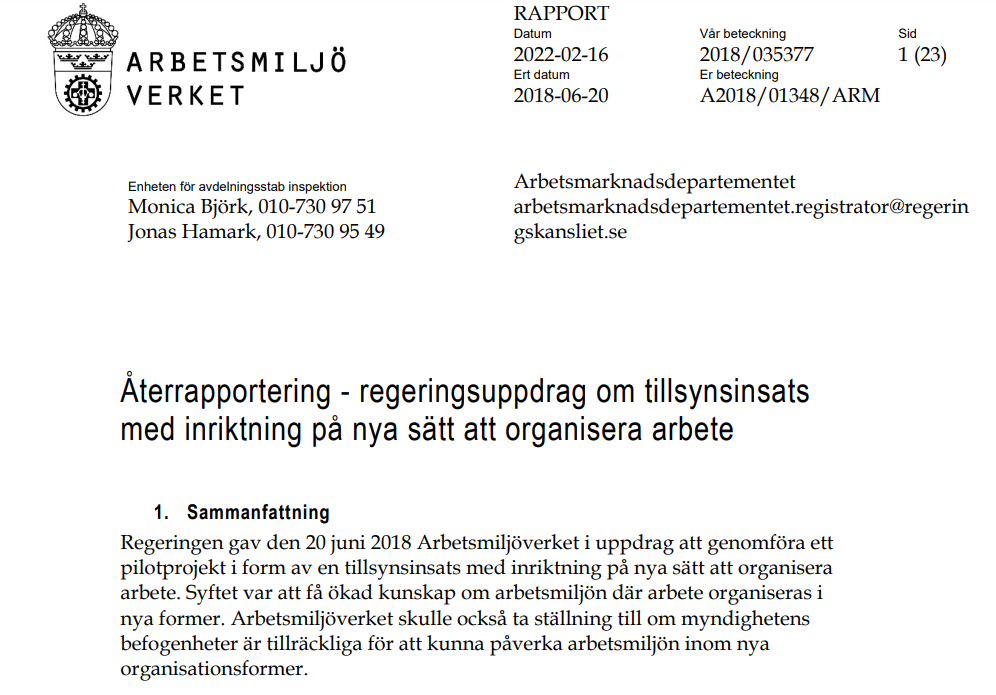 ARBETSMILJÖ
VERKET
RAPPORT
Datum Vår beteckning Sid
2022-02-16 2018/035377 1 (23)
Ert datum Er beteckning
2018-06-20 A2018/01348/ARM
Enheten för avdelningsstab inspektion
Monica Björk, 010-730 97 51
Jonas Hamark, 010-730 95 49
Arbetsmarknadsdepartementet
arbetsmarknadsdepartementet.registrator@regerin
gskansliet.se
Återrapportering - regeringsuppdrag om tillsynsinsats
med inriktning på nya sätt att organisera arbete
1. Sammanfattning
Regeringen gav den 20 juni 2018 Arbetsmiljöverket i uppdrag att genomföra ett
pilotprojekt i form av en tillsynsinsats med inriktning på nya sätt att organisera
arbete. Syftet var att få ökad kunskap om arbetsmiljön där arbete organiseras i
nya former. Arbetsmiljöverket skulle också ta ställning till om myndighetens
befogenheter är tillräckliga för att kunna påverka arbetsmiljön inom nya
organisationsformer.